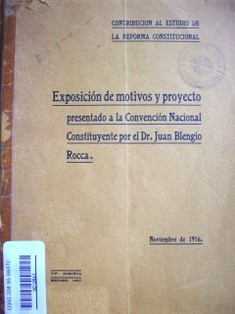 CONTRIBUCION AL ESTUDIO DE
LA REFORMA CONSTITUCIONAL
Exposición de motivos y proyecto
presentado a la Convención Nacional
Constituyente por el Dr. Juan Blengio
Rocca.
Noviembre de 1916.